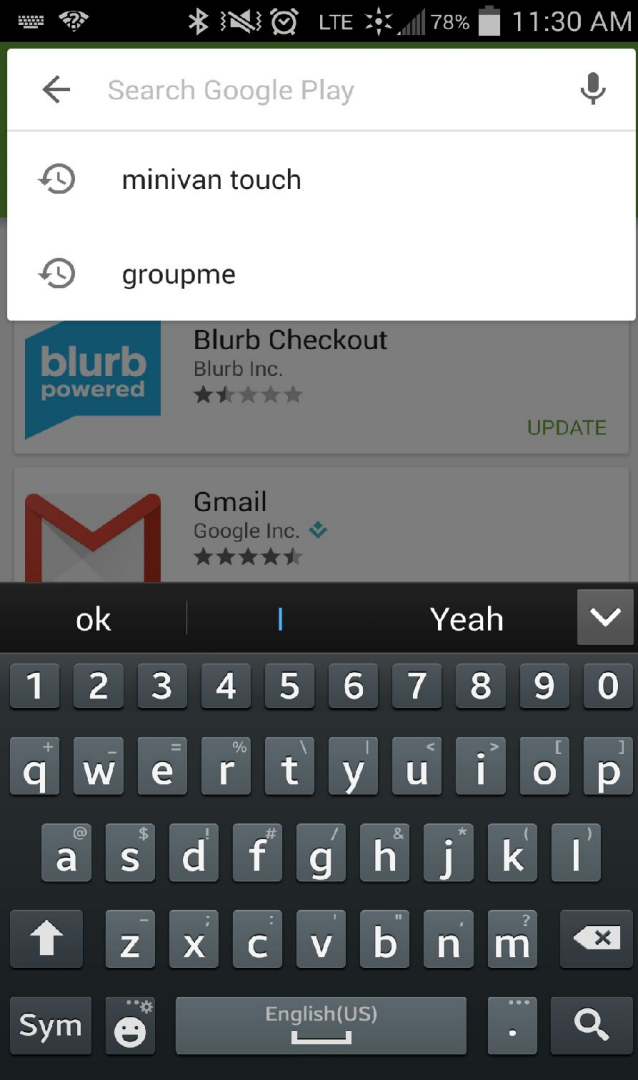 LTE 78% 11:30 AM
Search Google Play
minivan touch
groupme
blurb
powered
Blurb Checkout
Blurb Inc.
UPDATE
Gmail
Google Inc.
ok I Yeah
1 2 3 4 5 6 7 8 9 0
+ _ = % \ | < > [ ]
q w e r t y u i o p
@ $ ! # / & * ( )
a s d f g h j k l
- ; : ' " , ?
z x c v b n m
English(US)
Sym .